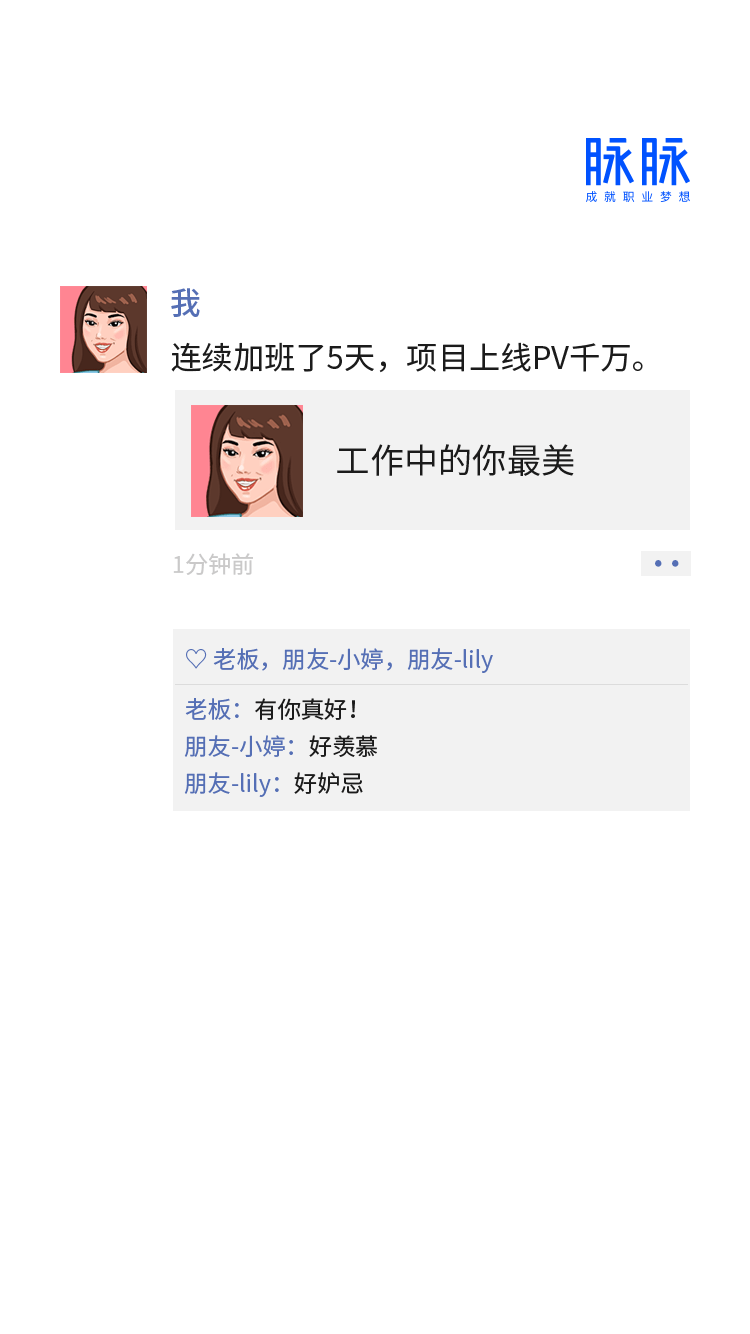 脉脉
成就职业梦想
我
连续加班了5天，项目上线PV千万。
工作中的你最美
1分钟前
♡ 老板，朋友-小婷，朋友-lily
老板：有你真好！
朋友-小婷：好羡慕
朋友-lily：好妒忌